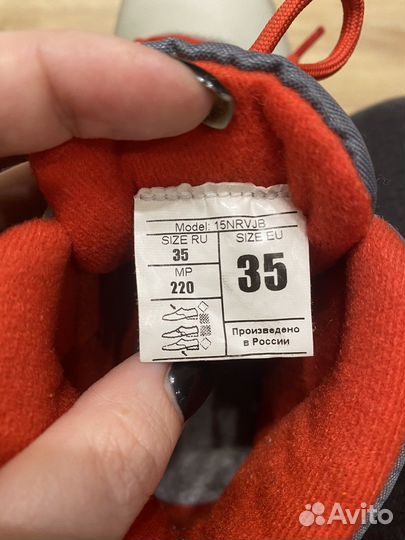 Model: 15NRVJB
SIZE RU
35
MP
220
SIZE EU
35
Произведено
в России
Avito